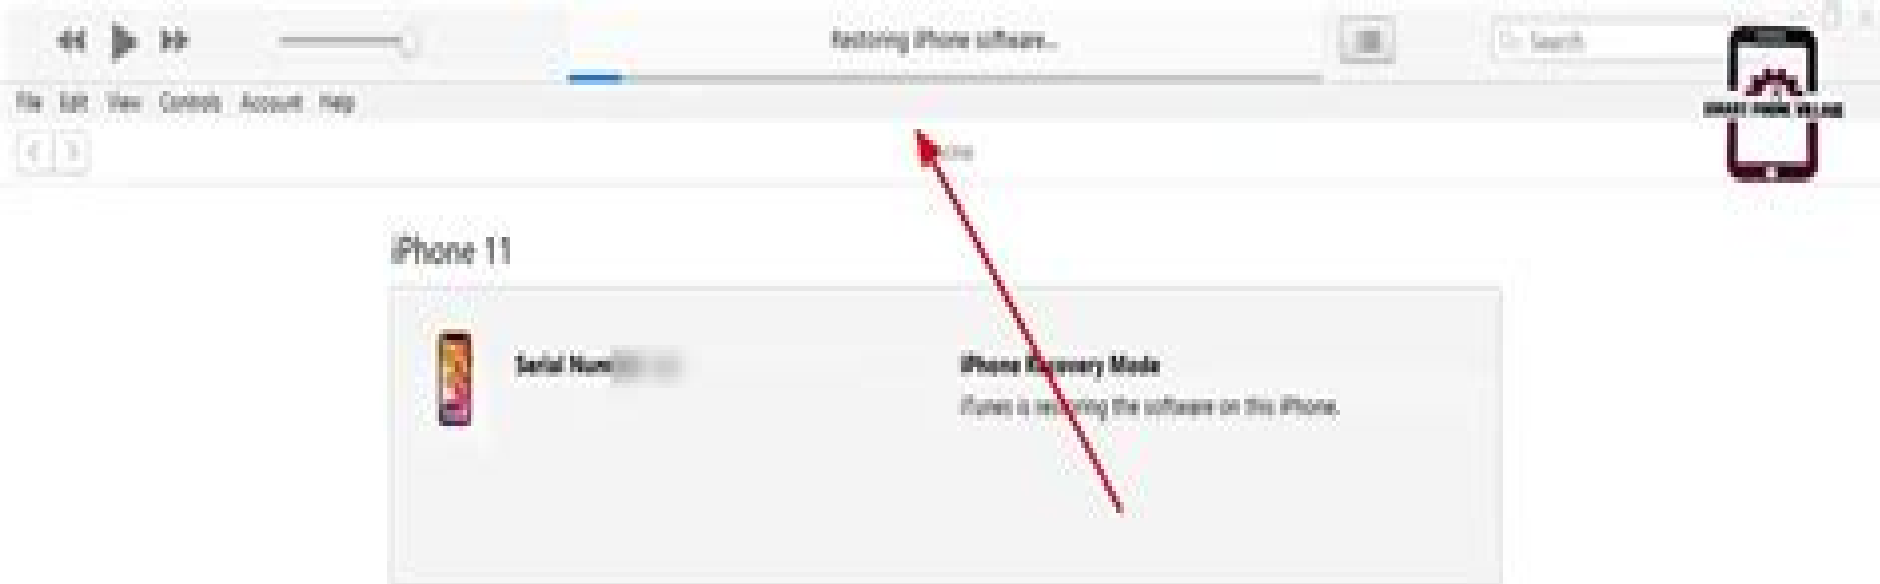 Restoring iPhone software...
Search
File Edit View Controls Account Help
iPhone 11
Serial Num
iPhone Recovery Mode
iTunes is restoring the software on this iPhone.